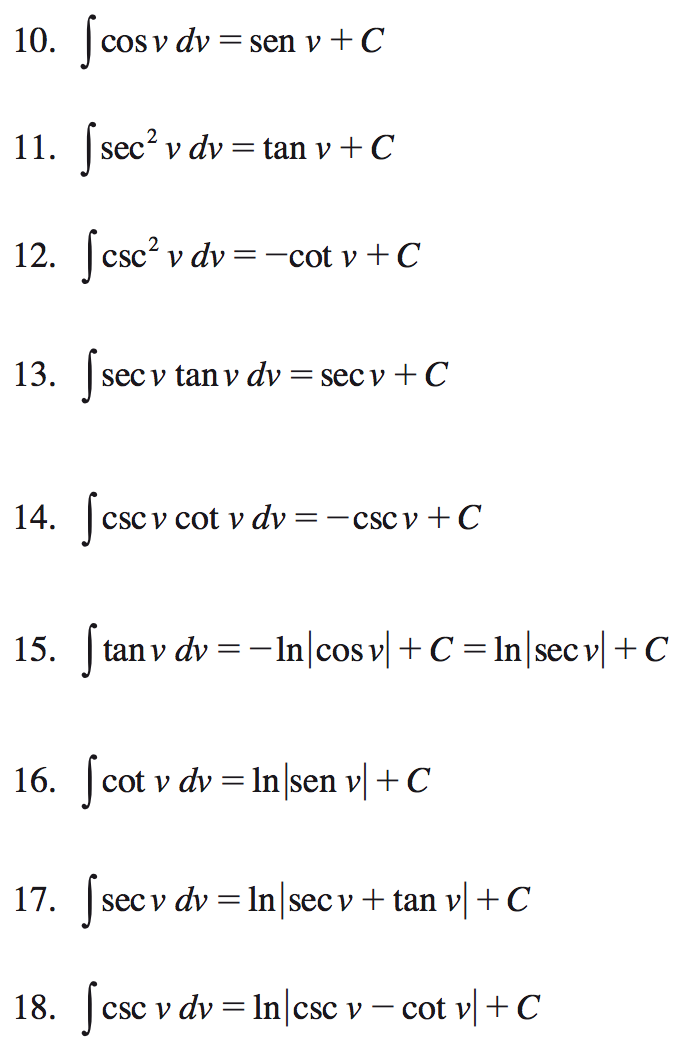 10. ∫cos v dv = sen v + C
11. ∫sec² v dv = tan v + C
12. ∫csc² v dv = −cot v + C
13. ∫sec v tan v dv = sec v + C
14. ∫csc v cot v dv = −csc v + C
15. ∫tan v dv = −ln|cos v| + C = ln|sec v| + C
16. ∫cot v dv = ln|sen v| + C
17. ∫sec v dv = ln|sec v + tan v| + C
18. ∫csc v dv = ln|csc v − cot v| + C